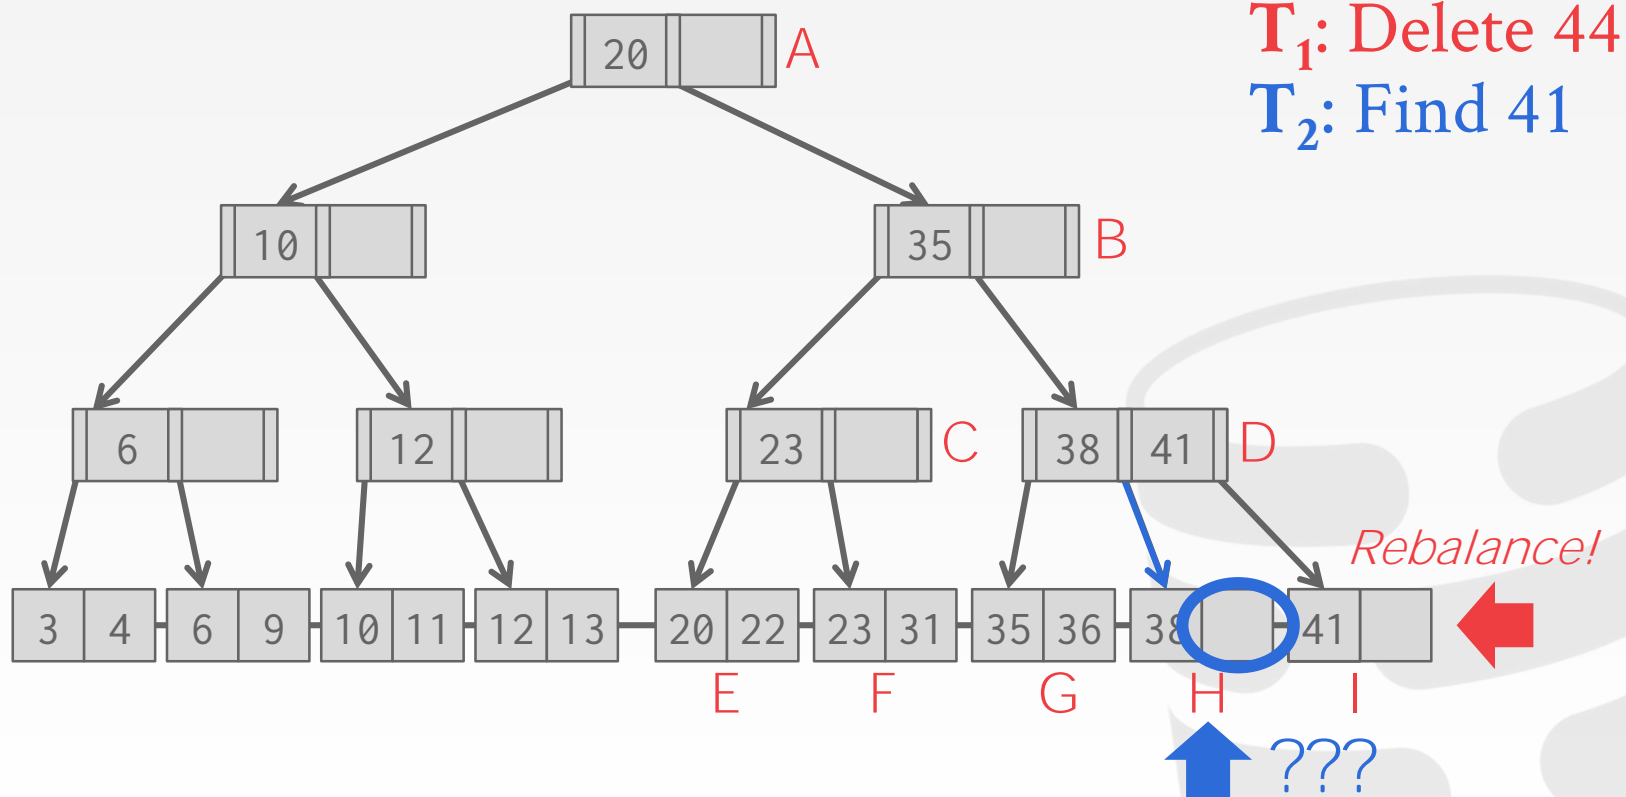 T1: Delete 44
T2: Find 41
20 A
10 35 B
6 12 23 C 38 41 D
Rebalance!
3 4 6 9 10 11 12 13 20 22 23 31 35 36 38 41
E F G H I
???